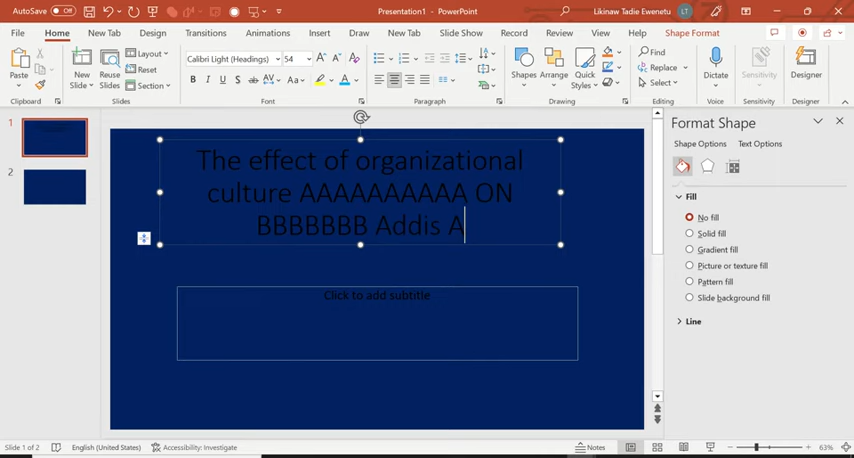 AutoSave Off Presentation1 - PowerPoint Likinaw Tadie Ewenetu LT
File Home New Tab Design Transitions Animations Insert Draw New Tab Slide Show Record Review View Help Shape Format
Paste New Slide Reuse Slides Layout Reset Section Calibri Light (Headings) 54 Shapes Arrange Quick Styles Find Replace Select Dictate Sensitivity Designer
B I U S ab AV Aa A A
Clipboard Slides Font Paragraph Drawing Editing Voice Sensitivity Designer
1
2
The effect of organizational
culture AAAAAAAAAA ON
BBBBBBB Addis A
Click to add subtitle
Format Shape
Shape Options Text Options
Fill
No fill
Solid fill
Gradient fill
Picture or texture fill
Pattern fill
Slide background fill
Line
Slide 1 of 2 English (United States) Accessibility: Investigate Notes 63%